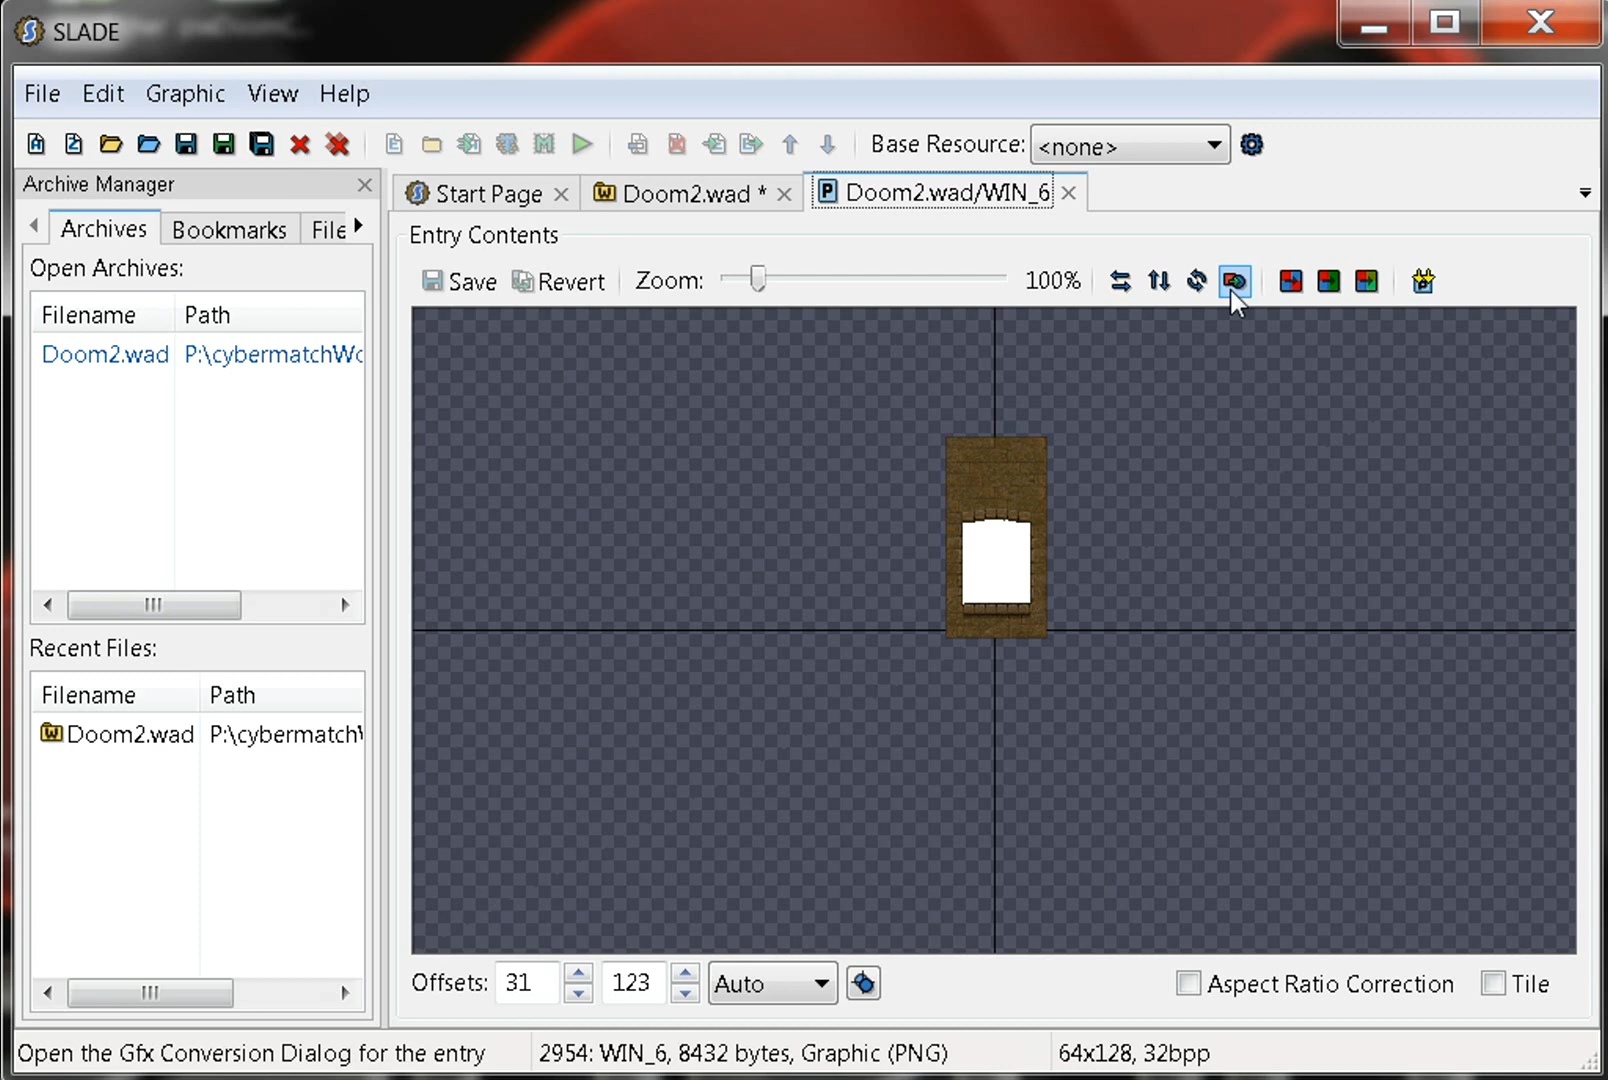 SLADE
File Edit Graphic View Help
Base Resource: <none>
Archive Manager
Start Page Doom2.wad * Doom2.wad/WIN_6
Archives Bookmarks File
Entry Contents
Open Archives:
Save Revert Zoom: 100%
Filename Path
Doom2.wad P:\cybermatchWo
Recent Files:
Filename Path
Doom2.wad P:\cybermatch
Offsets: 31 123 Auto Aspect Ratio Correction Tile
Open the Gfx Conversion Dialog for the entry 2954: WIN_6, 8432 bytes, Graphic (PNG) 64x128, 32bpp